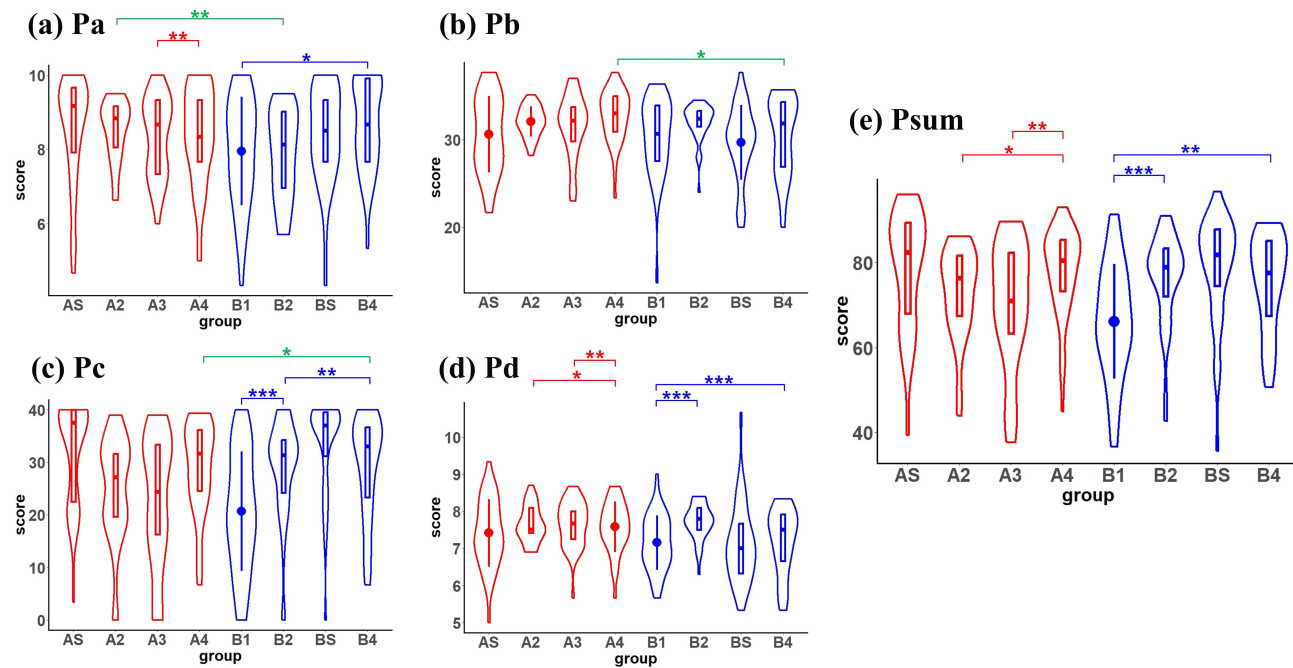 (a) Pa
**
**
*
10
8
6
score
AS A2 A3 A4 B1 B2 BS B4
group
(b) Pb
*
30
20
score
AS A2 A3 A4 B1 B2 BS B4
group
(c) Pc
*
***
**
40
30
20
10
0
score
AS A2 A3 A4 B1 B2 BS B4
group
(d) Pd
**
*
***
***
10
9
8
7
6
5
score
AS A2 A3 A4 B1 B2 BS B4
group
(e) Psum
**
*
**
***
80
60
40
score
AS A2 A3 A4 B1 B2 BS B4
group